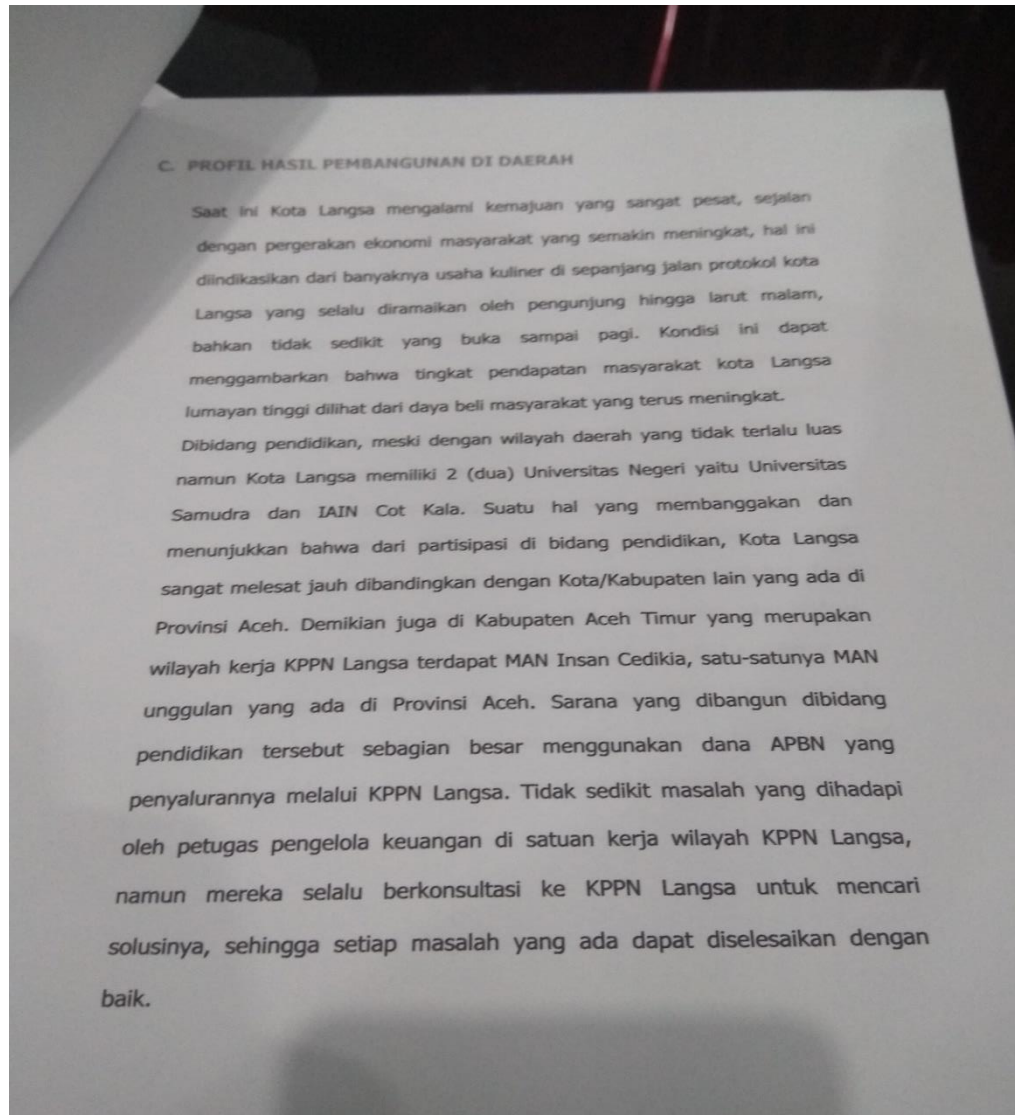 C. PROFIL HASIL PEMBANGUNAN DI DAERAH
Saat ini Kota Langsa mengalami kemajuan yang sangat pesat, sejalan
dengan pergerakan ekonomi masyarakat yang semakin meningkat, hal ini
diindikasikan dari banyaknya usaha kuliner di sepanjang jalan protokol kota
Langsa yang selalu diramaikan oleh pengunjung hingga larut malam,
bahkan tidak sedikit yang buka sampai pagi. Kondisi ini dapat
menggambarkan bahwa tingkat pendapatan masyarakat kota Langsa
lumayan tinggi dilihat dari daya beli masyarakat yang terus meningkat.
Dibidang pendidikan, meski dengan wilayah daerah yang tidak terlalu luas
namun Kota Langsa memiliki 2 (dua) Universitas Negeri yaitu Universitas
Samudra dan IAIN Cot Kala. Suatu hal yang membanggakan dan
menunjukkan bahwa dari partisipasi di bidang pendidikan, Kota Langsa
sangat melesat jauh dibandingkan dengan Kota/Kabupaten lain yang ada di
Provinsi Aceh. Demikian juga di Kabupaten Aceh Timur yang merupakan
wilayah kerja KPPN Langsa terdapat MAN Insan Cedikia, satu-satunya MAN
unggulan yang ada di Provinsi Aceh. Sarana yang dibangun dibidang
pendidikan tersebut sebagian besar menggunakan dana APBN yang
penyalurannya melalui KPPN Langsa. Tidak sedikit masalah yang dihadapi
oleh petugas pengelola keuangan di satuan kerja wilayah KPPN Langsa,
namun mereka selalu berkonsultasi ke KPPN Langsa untuk mencari
solusinya, sehingga setiap masalah yang ada dapat diselesaikan dengan
baik.